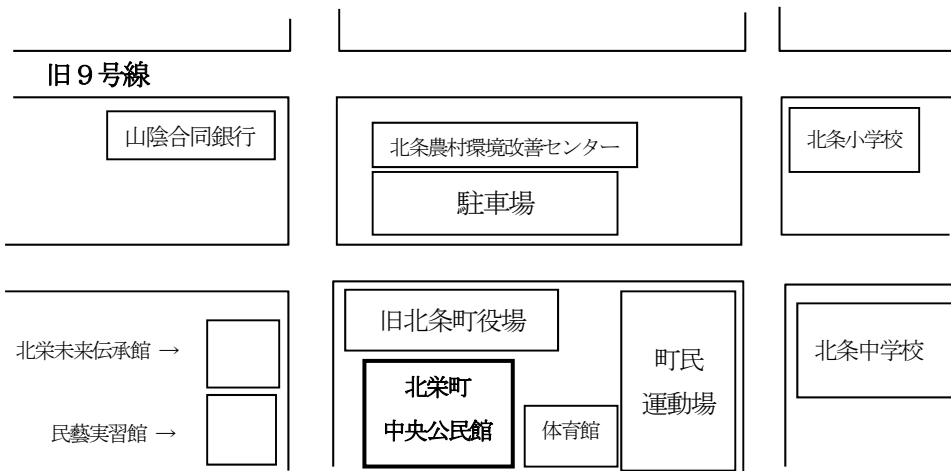 旧９号線
山陰合同銀行
北条農村環境改善センター
北条小学校
駐車場
旧北条町役場
北栄未来伝承館 →
町民
運動場
北条中学校
北栄町
中央公民館
民藝実習館 →
体育館